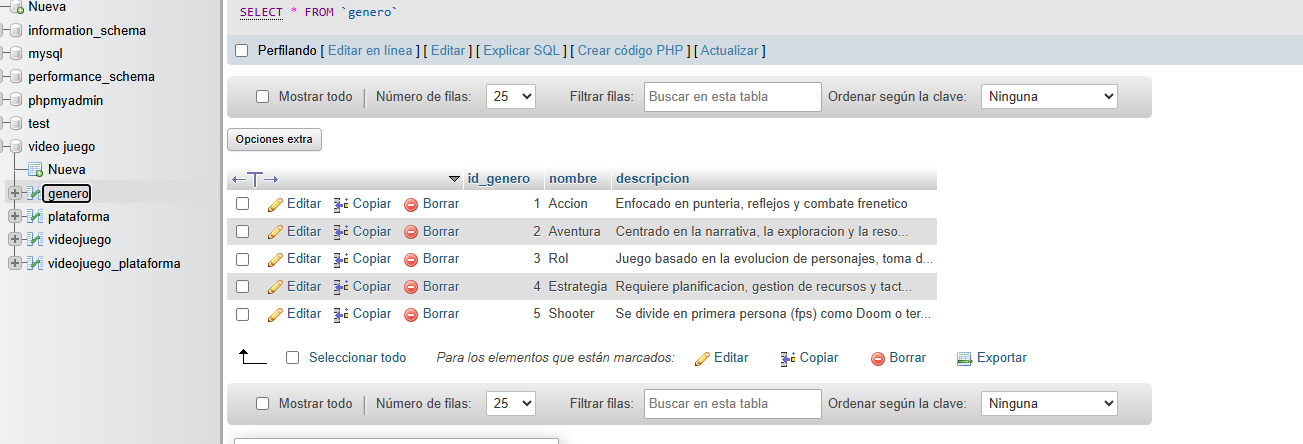 Nueva
information_schema
mysql
performance_schema
phpmyadmin
test
video juego
Nueva
genero
plataforma
videojuego
videojuego_plataforma
SELECT * FROM `genero`
Perfilando [ Editar en línea ] [ Editar ] [ Explicar SQL ] [ Crear código PHP ] [ Actualizar ]
Mostrar todo | Número de filas: 25 Filtrar filas: Buscar en esta tabla Ordenar según la clave: Ninguna
Opciones extra
←T→ id_genero nombre descripcion
Editar Copiar Borrar 1 Accion Enfocado en punteria, reflejos y combate frenetico
Editar Copiar Borrar 2 Aventura Centrado en la narrativa, la exploracion y la reso...
Editar Copiar Borrar 3 Rol Juego basado en la evolucion de personajes, toma d...
Editar Copiar Borrar 4 Estrategia Requiere planificacion, gestion de recursos y tact...
Editar Copiar Borrar 5 Shooter Se divide en primera persona (fps) como Doom o ter...
Seleccionar todo Para los elementos que están marcados: Editar Copiar Borrar Exportar
Mostrar todo | Número de filas: 25 Filtrar filas: Buscar en esta tabla Ordenar según la clave: Ninguna